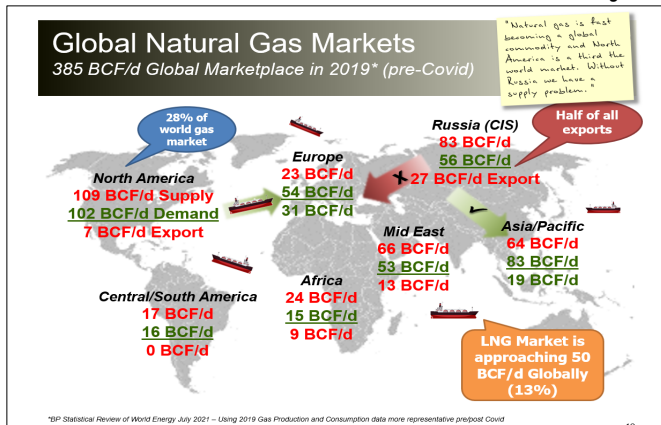 Global Natural Gas Markets
385 BCF/d Global Marketplace in 2019* (pre-Covid)
"Natural gas is fast
becoming a global
commodity and North
America is a third the
world market. Without
Russia we have a
supply problem."
28% of
world gas
market
North America
109 BCF/d Supply
102 BCF/d Demand
7 BCF/d Export
Europe
23 BCF/d
54 BCF/d
31 BCF/d
Russia (CIS)
83 BCF/d
56 BCF/d
27 BCF/d Export
Half of all
exports
Mid East
66 BCF/d
53 BCF/d
13 BCF/d
Asia/Pacific
64 BCF/d
83 BCF/d
19 BCF/d
Central/South America
17 BCF/d
16 BCF/d
0 BCF/d
Africa
24 BCF/d
15 BCF/d
9 BCF/d
LNG Market is
approaching 50
BCF/d Globally
(13%)
*BP Statistical Review of World Energy July 2021 – Using 2019 Gas Production and Consumption data more representative pre/post Covid